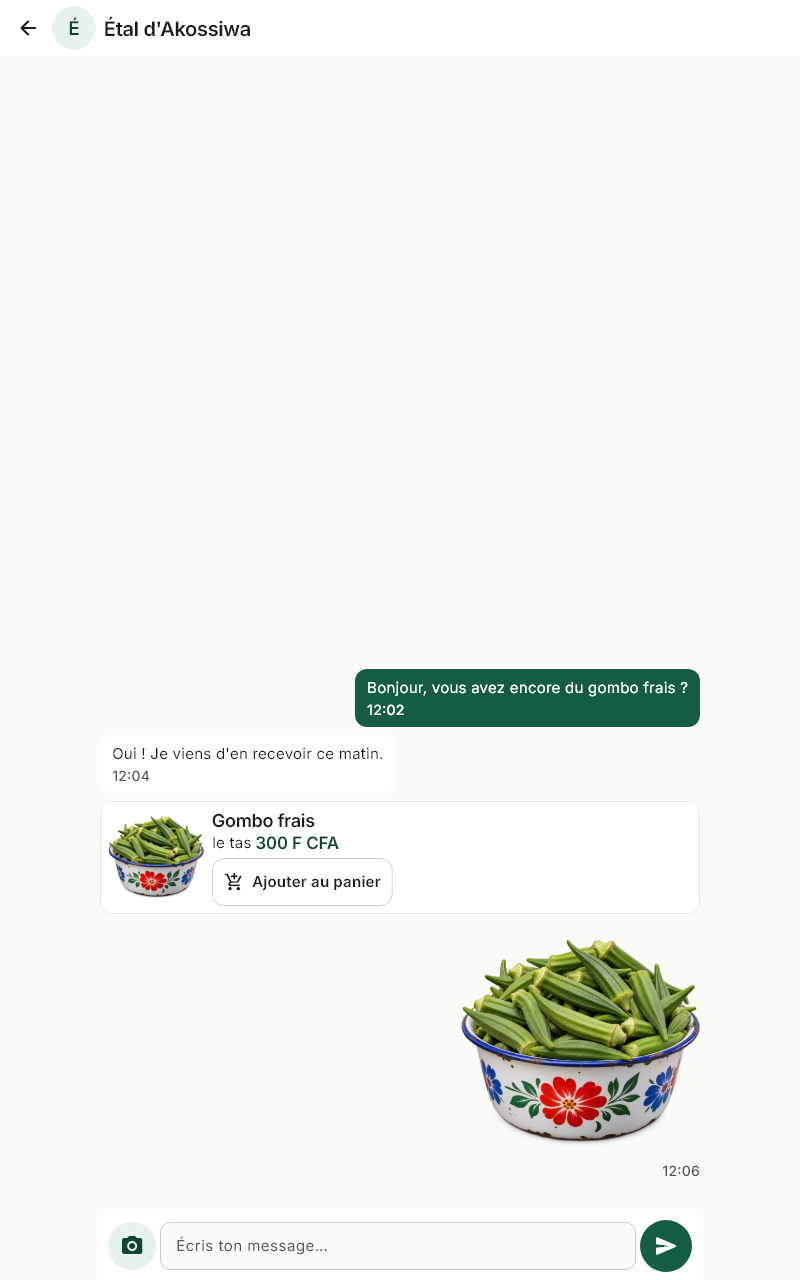 É
Étal d'Akossiwa
Bonjour, vous avez encore du gombo frais ?
12:02
Oui ! Je viens d'en recevoir ce matin.
12:04
Gombo frais
le tas 300 F CFA
Ajouter au panier
12:06
Écris ton message...